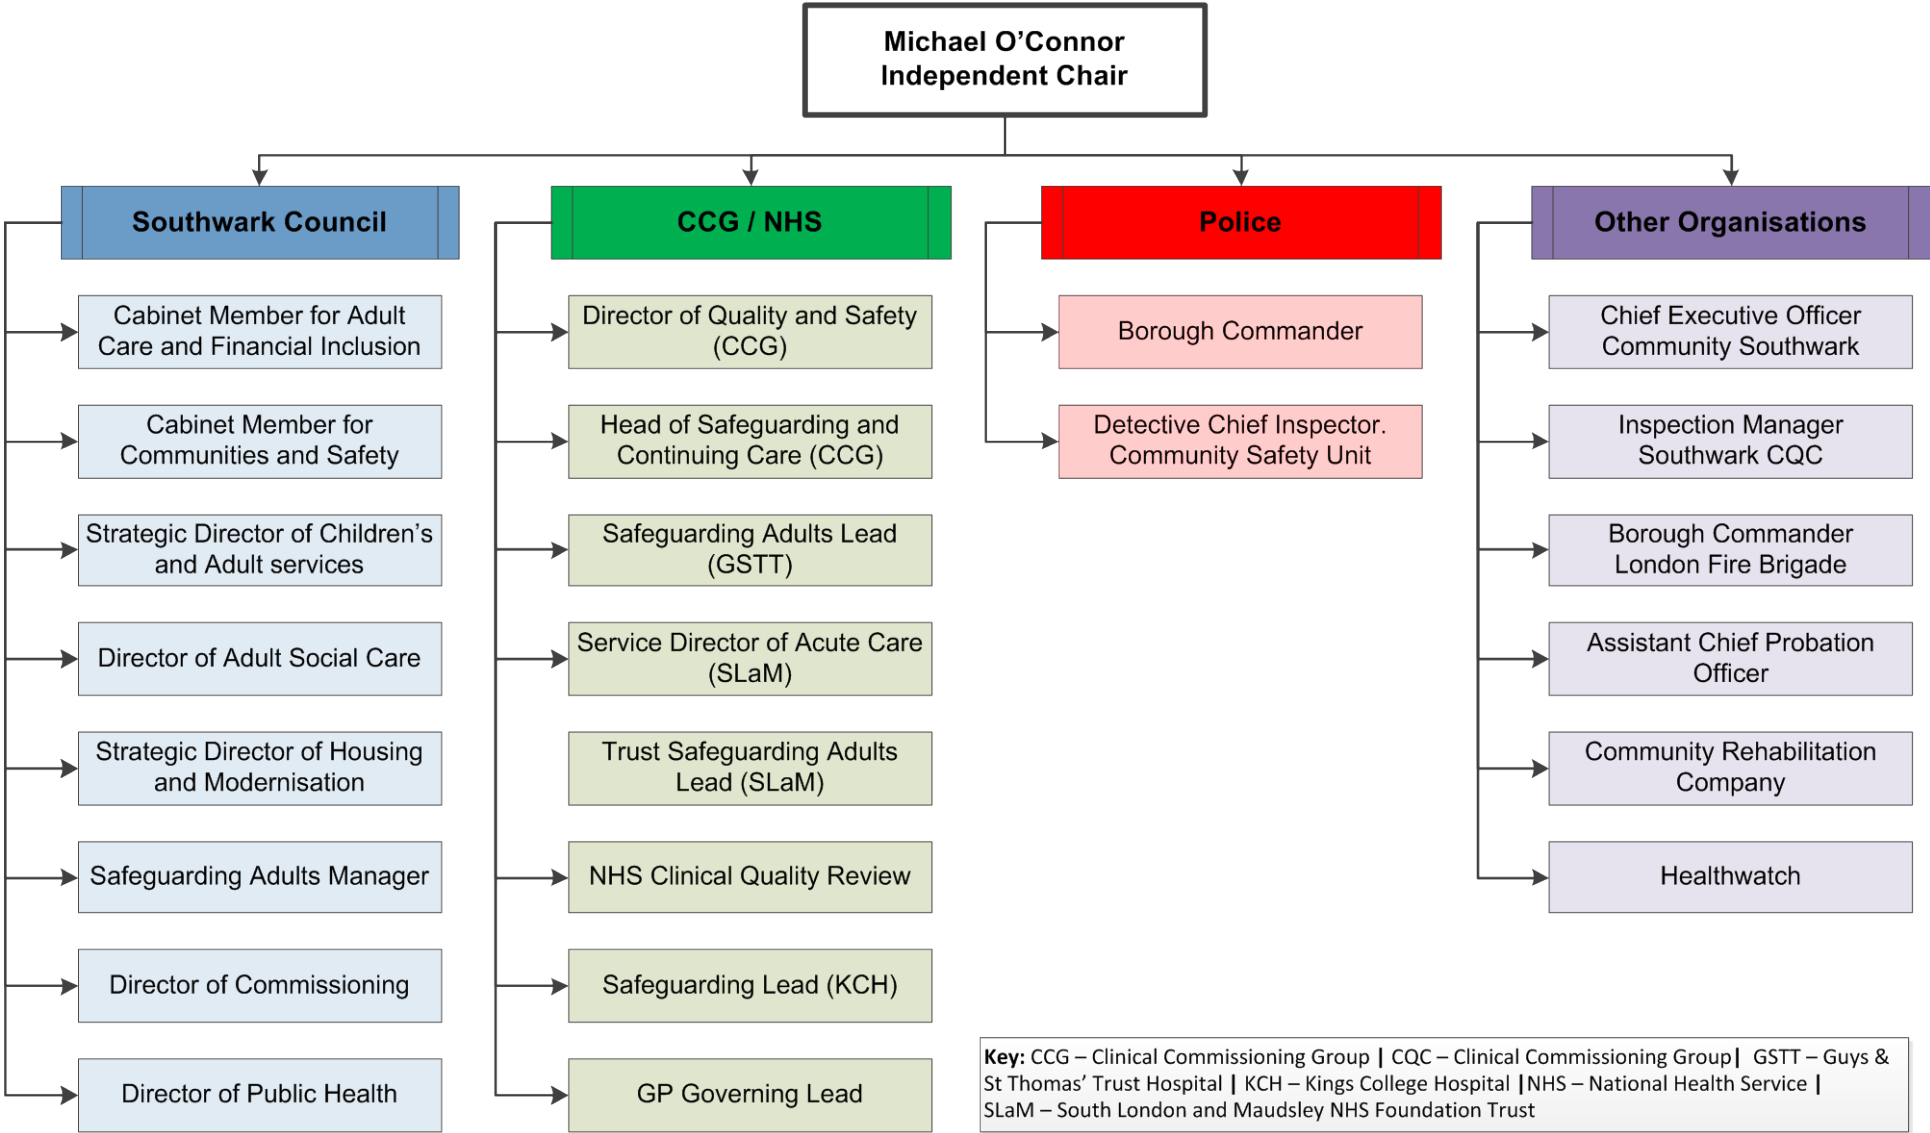 Michael O’Connor
Independent Chair
Southwark Council
Cabinet Member for Adult
Care and Financial Inclusion
Cabinet Member for
Communities and Safety
Strategic Director of Children’s
and Adult services
Director of Adult Social Care
Strategic Director of Housing
and Modernisation
Safeguarding Adults Manager
Director of Commissioning
Director of Public Health
CCG / NHS
Director of Quality and Safety
(CCG)
Head of Safeguarding and
Continuing Care (CCG)
Safeguarding Adults Lead
(GSTT)
Service Director of Acute Care
(SLaM)
Trust Safeguarding Adults
Lead (SLaM)
NHS Clinical Quality Review
Safeguarding Lead (KCH)
GP Governing Lead
Police
Borough Commander
Detective Chief Inspector.
Community Safety Unit
Other Organisations
Chief Executive Officer
Community Southwark
Inspection Manager
Southwark CQC
Borough Commander
London Fire Brigade
Assistant Chief Probation
Officer
Community Rehabilitation
Company
Healthwatch
Key: CCG – Clinical Commissioning Group | CQC – Clinical Commissioning Group| GSTT – Guys &
St Thomas’ Trust Hospital | KCH – Kings College Hospital |NHS – National Health Service |
SLaM – South London and Maudsley NHS Foundation Trust